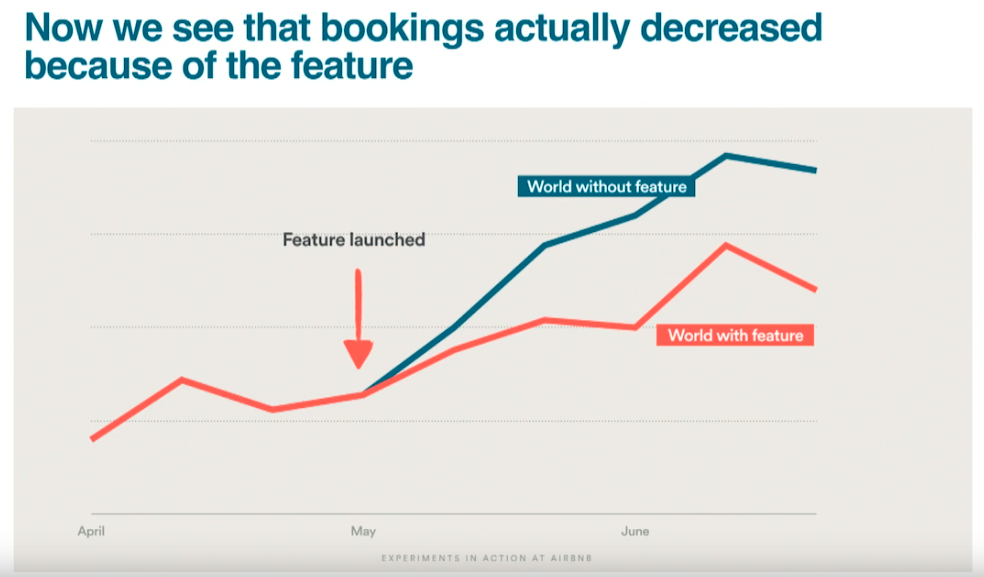 Now we see that bookings actually decreased
because of the feature
World without feature
Feature launched
World with feature
April
May
June
EXPERIMENTS IN ACTION AT AIRBNB